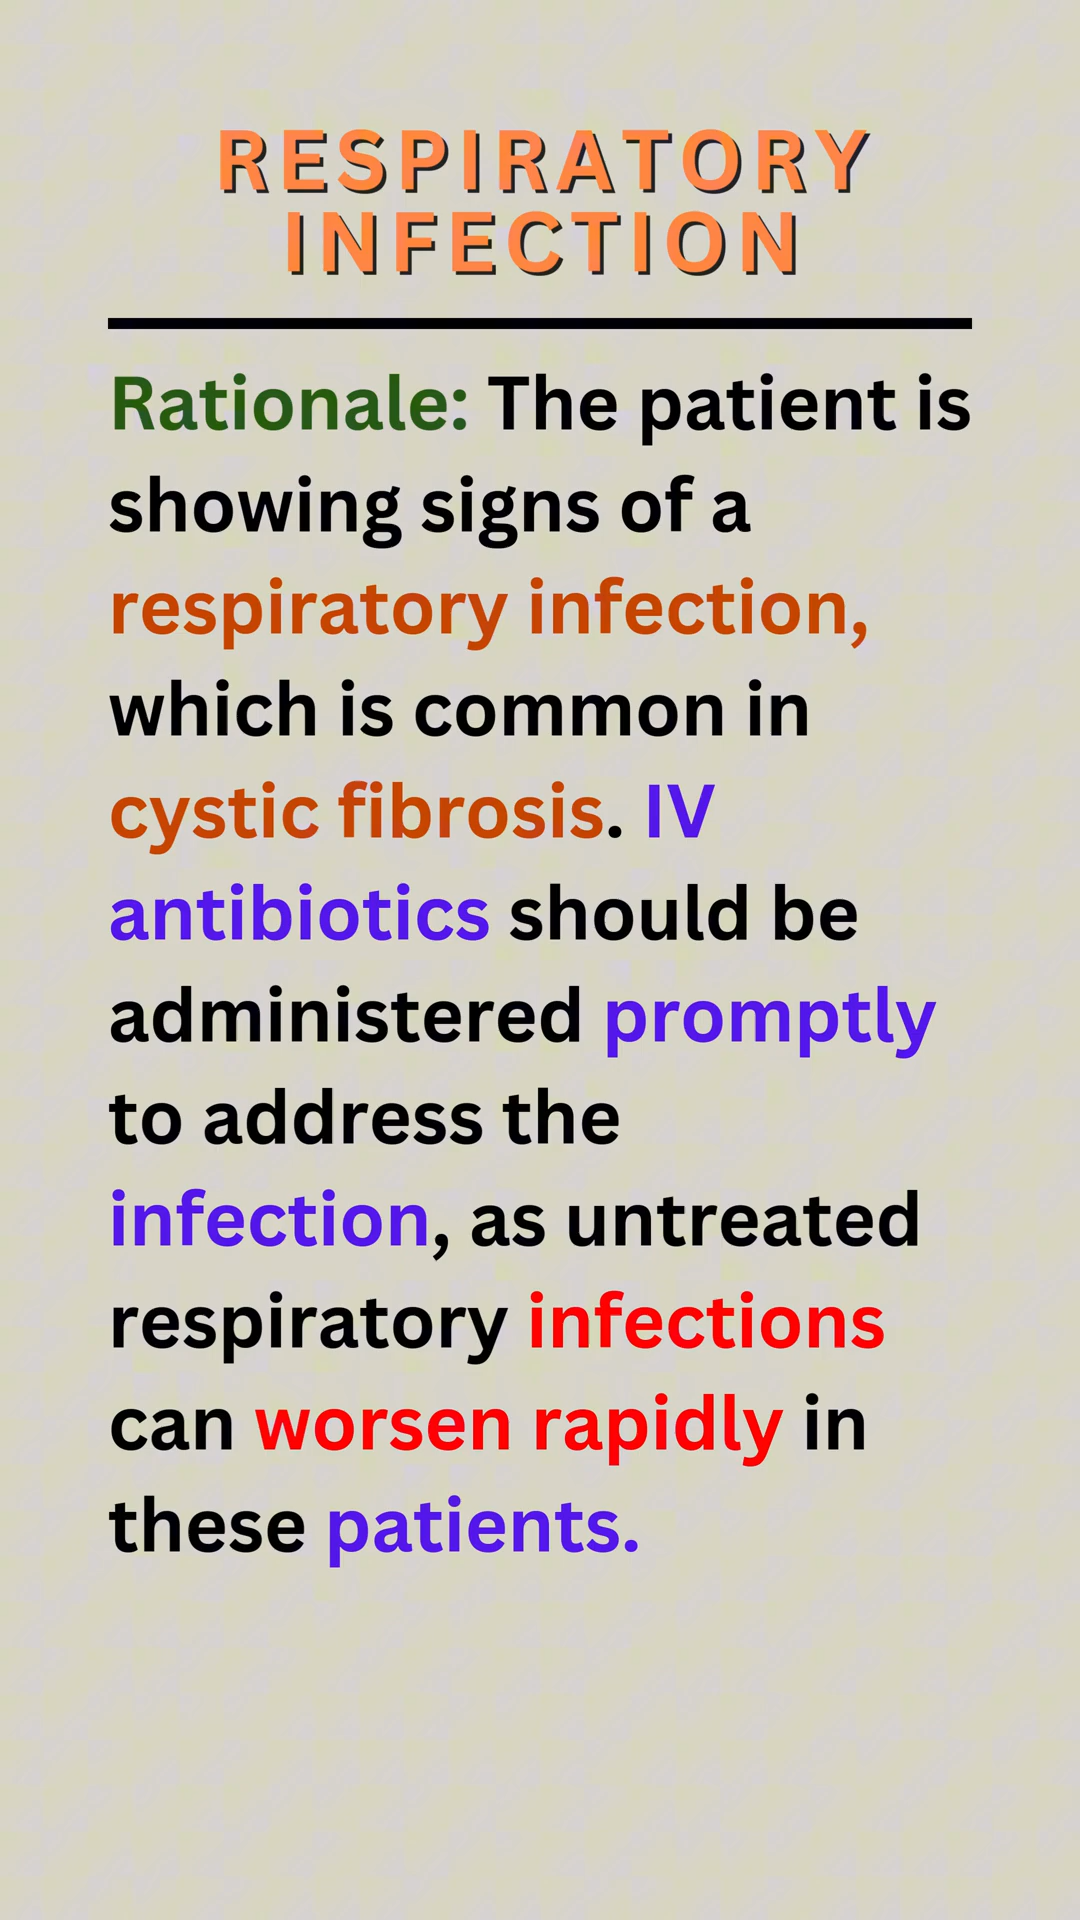 RESPIRATORY
INFECTION
Rationale: The patient is
showing signs of a
respiratory infection,
which is common in
cystic fibrosis. IV
antibiotics should be
administered promptly
to address the
infection, as untreated
respiratory infections
can worsen rapidly in
these patients.